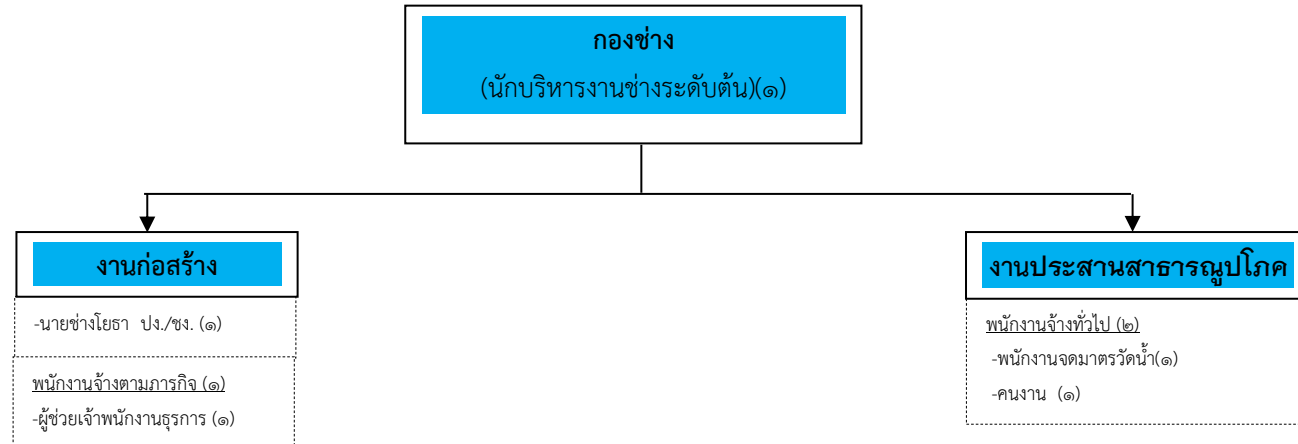 กองช่าง
(นักบริหารงานช่างระดับต้น)(๑)
งานก่อสร้าง
-นายช่างโยธา ปง./ชง. (๑)
พนักงานจ้างตามภารกิจ (๑)
-ผู้ช่วยเจ้าพนักงานธุรการ (๑)
งานประสานสาธารณูปโภค
พนักงานจ้างทั่วไป (๒)
-พนักงานจดมาตรวัดน้ำ(๑)
-คนงาน (๑)